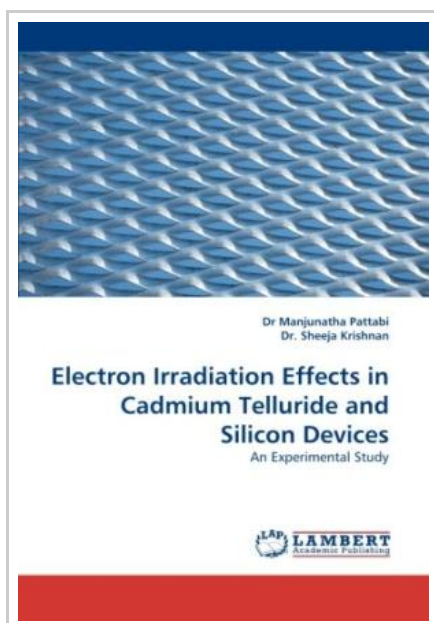 Dr Manjunatha Pattabi
Dr. Sheeja Krishnan
Electron Irradiation Effects in
Cadmium Telluride and
Silicon Devices
An Experimental Study
LAP LAMBERT
Academic Publishing